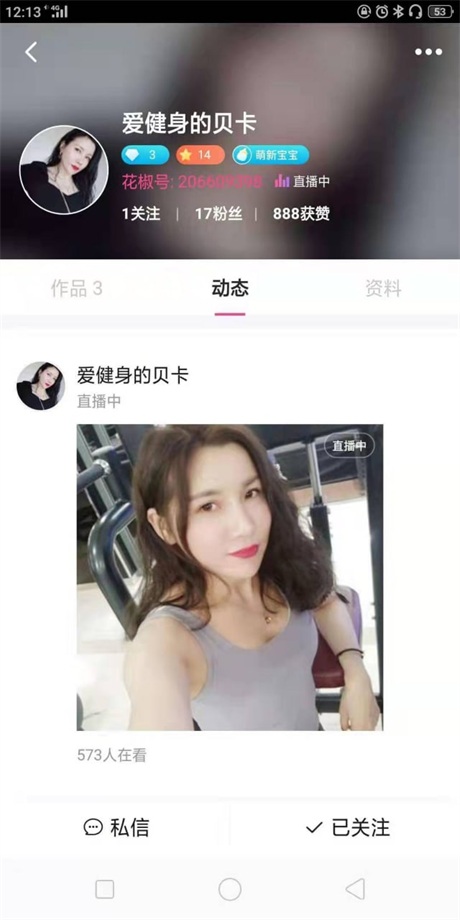 12:13 4G 53
爱健身的贝卡
3 14 萌新宝宝
花椒号: 直播中
1关注 | 17粉丝 | 888获赞
作品 3 动态 资料
爱健身的贝卡
直播中
直播中
573人在看
私信 已关注